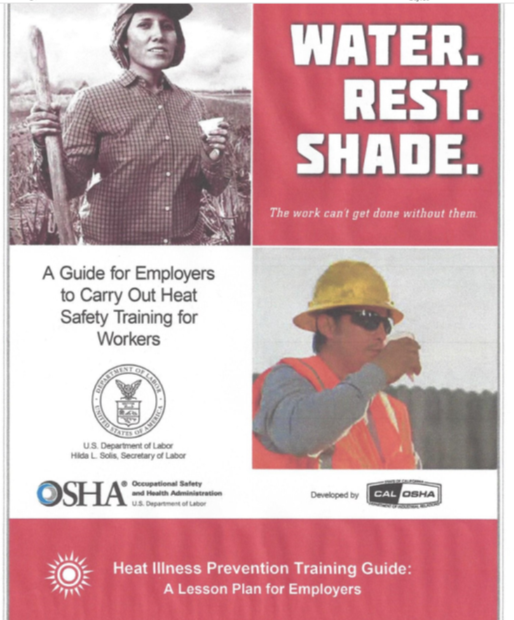 WATER.
REST.
SHADE.
The work can't get done without them
A Guide for Employers
to Carry Out Heat
Safety Training for
Workers
DEPARTMENT OF LABOR
UNITED STATES OF AMERICA
U.S. Department of Labor
Hilda L. Solis, Secretary of Labor
OSHA®
Occupational Safety
and Health Administration
U.S. Department of Labor
Developed by
CAL OSHA
Heat Illness Prevention Training Guide:
A Lesson Plan for Employers